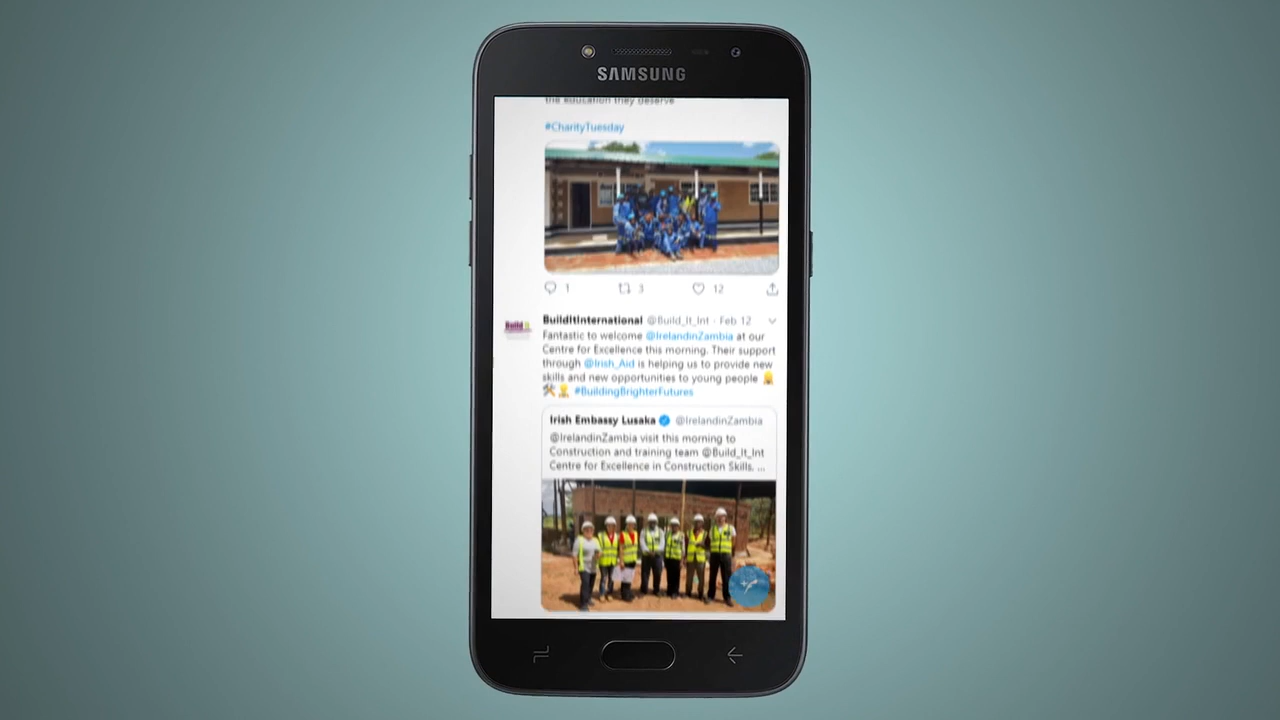 SAMSUNG
the education they deserve
#CharityTuesday
1 3 12
BuildItInternational @Build_It_Int · Feb 12
Build It
Fantastic to welcome @IrelandinZambia at our
Centre for Excellence this morning. Their support
through @Irish_Aid is helping us to provide new
skills and new opportunities to young people
#BuildingBrighterFutures
Irish Embassy Lusaka @IrelandinZambia
@IrelandinZambia visit this morning to
Construction and training team @Build_It_Int
Centre for Excellence in Construction Skills. ...